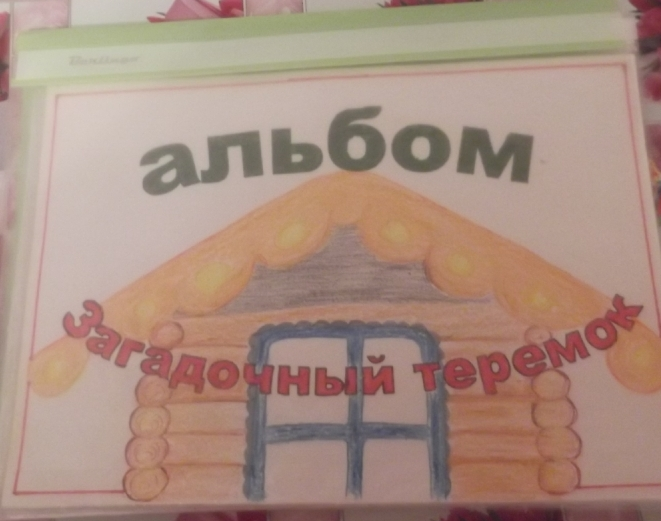 альбом
Загадочный теремок